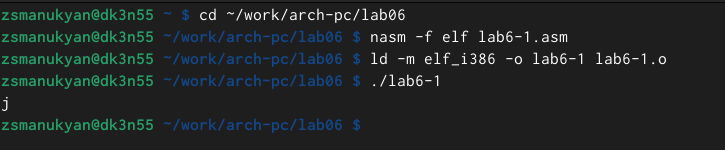 zsmanukyan@dk3n55 ~ $ cd ~/work/arch-pc/lab06
zsmanukyan@dk3n55 ~/work/arch-pc/lab06 $ nasm -f elf lab6-1.asm
zsmanukyan@dk3n55 ~/work/arch-pc/lab06 $ ld -m elf_i386 -o lab6-1 lab6-1.o
zsmanukyan@dk3n55 ~/work/arch-pc/lab06 $ ./lab6-1
j
zsmanukyan@dk3n55 ~/work/arch-pc/lab06 $